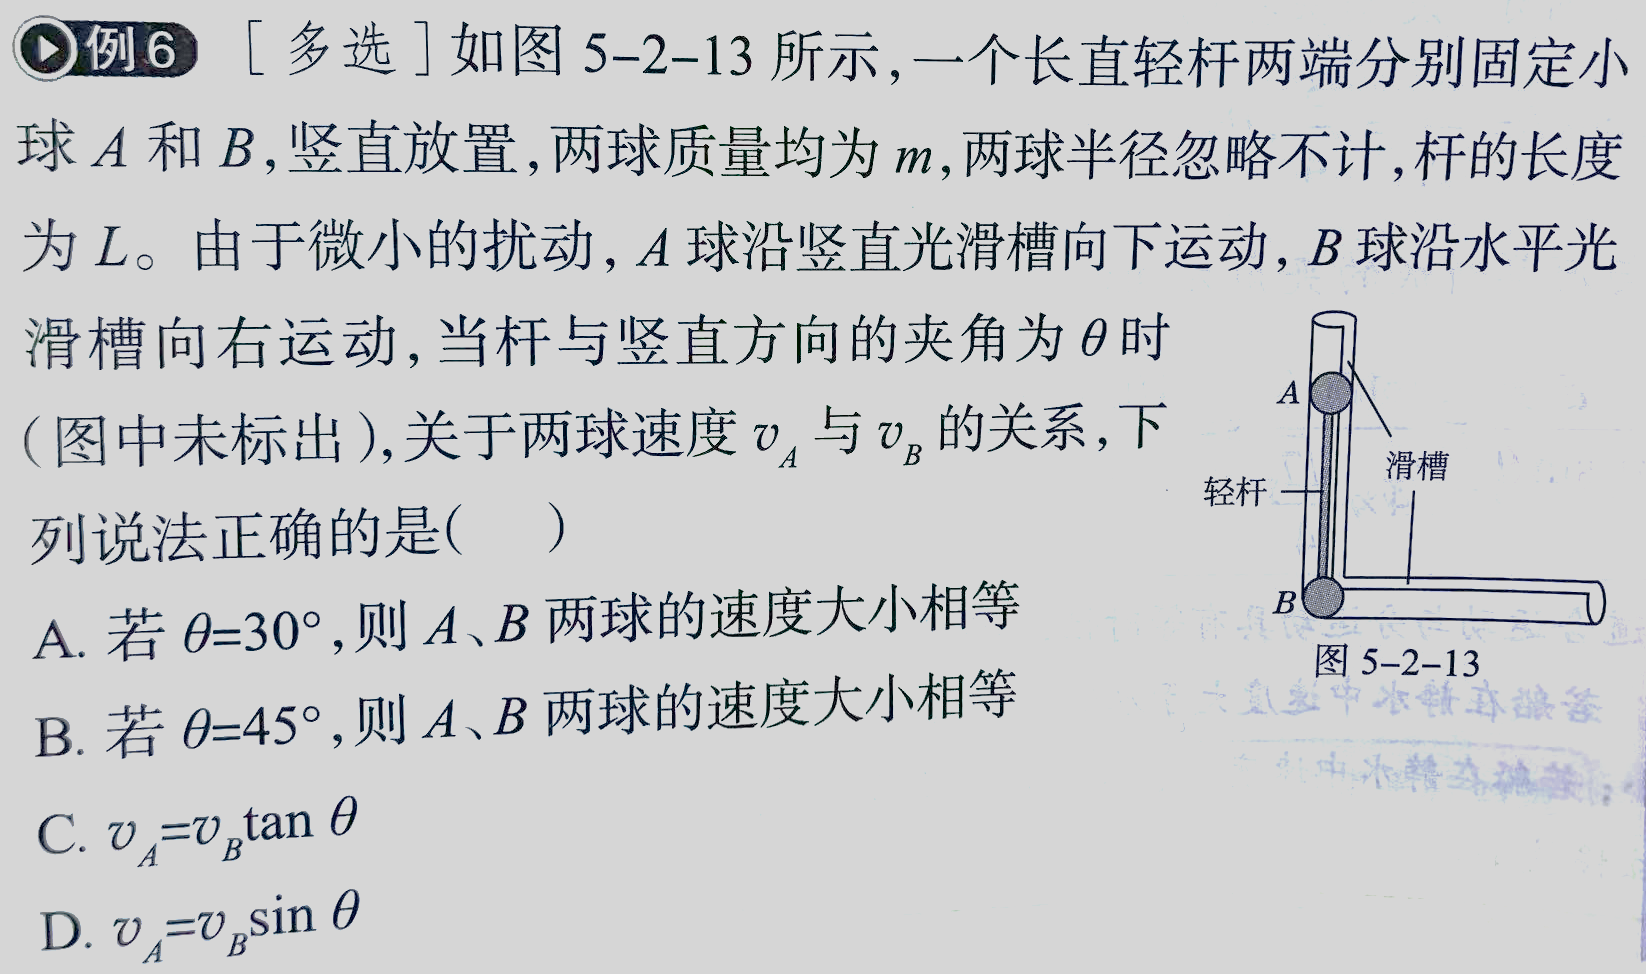 例6 [多选]如图 5-2-13 所示,一个长直轻杆两端分别固定小
球 A 和 B,竖直放置,两球质量均为 m,两球半径忽略不计,杆的长度
为 L。由于微小的扰动, A 球沿竖直光滑槽向下运动, B 球沿水平光
滑槽向右运动,当杆与竖直方向的夹角为 θ 时
(图中未标出),关于两球速度 v_A 与 v_B 的关系,下
列说法正确的是( )
A. 若 θ=30°,则 A、B 两球的速度大小相等
B. 若 θ=45°,则 A、B 两球的速度大小相等
C. v_A=v_B tan θ
D. v_A=v_B sin θ
A
滑槽
轻杆
B
图 5-2-13